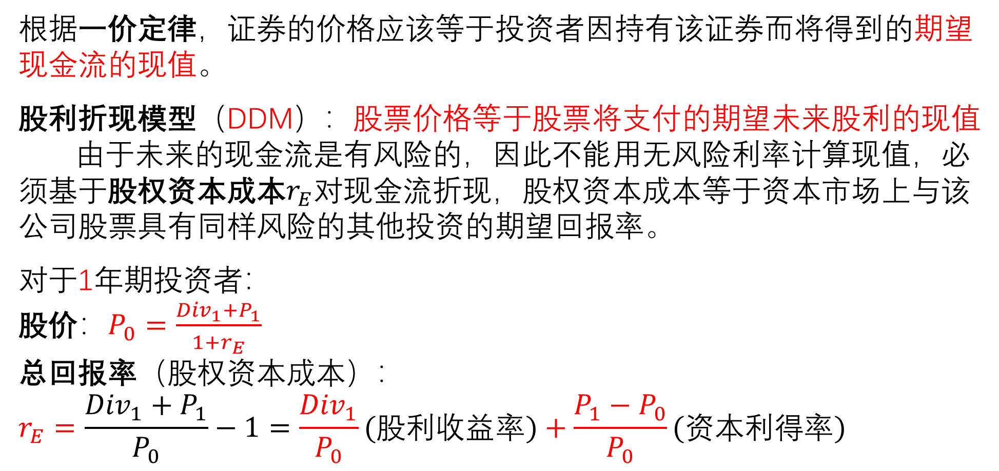 根据一价定律，证券的价格应该等于投资者因持有该证券而将得到的期望
现金流的现值。
股利折现模型（DDM）：股票价格等于股票将支付的期望未来股利的现值
由于未来的现金流是有风险的，因此不能用无风险利率计算现值，必
须基于股权资本成本r_E对现金流折现，股权资本成本等于资本市场上与该
公司股票具有同样风险的其他投资的期望回报率。
对于1年期投资者：
股价：P_0 = \frac{Div_1+P_1}{1+r_E}
总回报率（股权资本成本）：
r_E = \frac{Div_1 + P_1}{P_0} − 1 = \frac{Div_1}{P_0} (股利收益率) + \frac{P_1 − P_0}{P_0} (资本利得率)